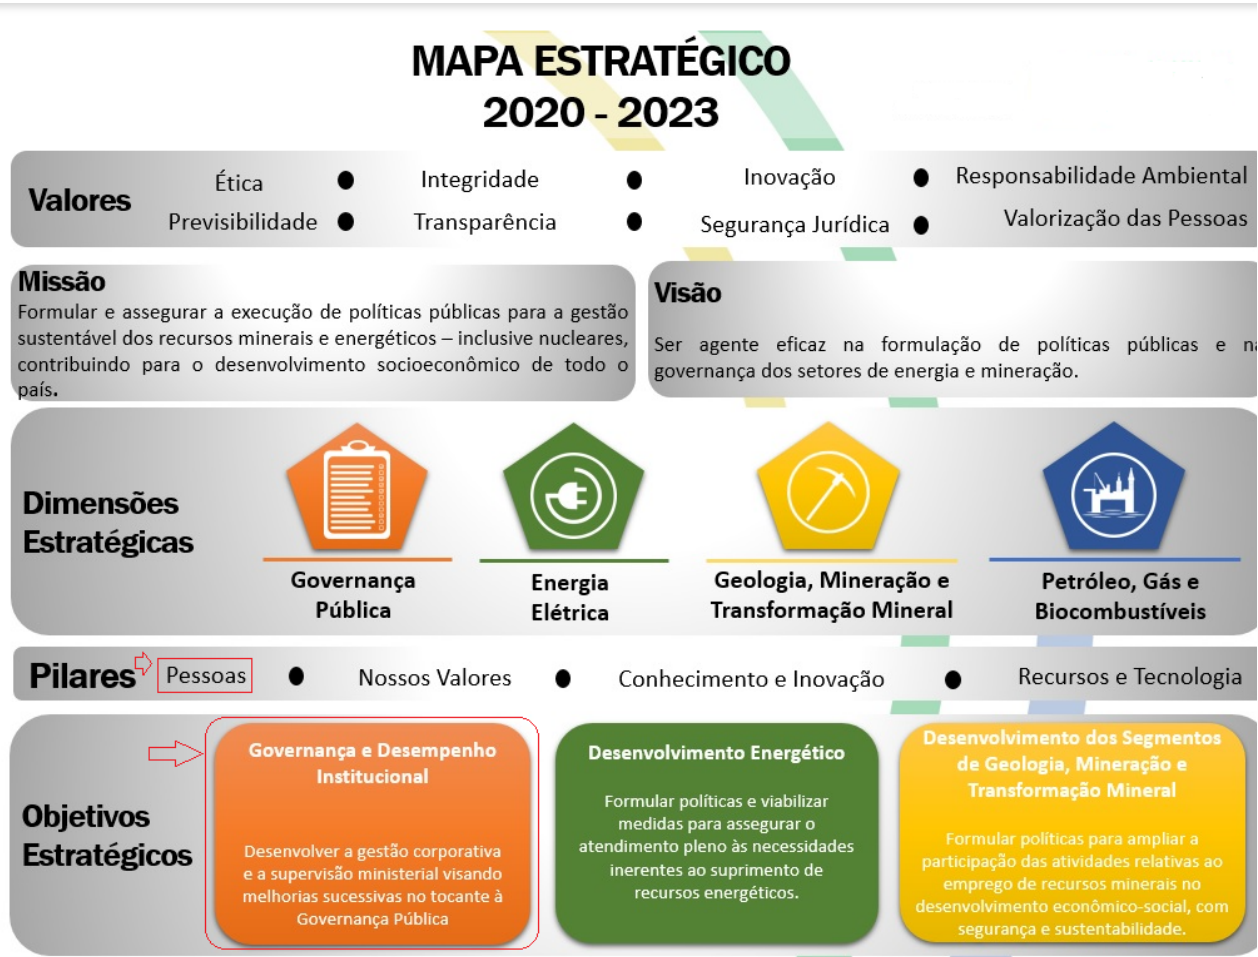 MAPA ESTRATÉGICO
2020 - 2023
Valores
Ética
Integridade
Inovação
Responsabilidade Ambiental
Previsibilidade
Transparência
Segurança Jurídica
Valorização das Pessoas
Missão
Formular e assegurar a execução de políticas públicas para a gestão
sustentável dos recursos minerais e energéticos – inclusive nucleares,
contribuindo para o desenvolvimento socioeconômico de todo o
país.
Visão
Ser agente eficaz na formulação de políticas públicas e na
governança dos setores de energia e mineração.
Dimensões
Estratégicas
Governança
Pública
Energia
Elétrica
Geologia, Mineração e
Transformação Mineral
Petróleo, Gás e
Biocombustíveis
Pilares
Pessoas
Nossos Valores
Conhecimento e Inovação
Recursos e Tecnologia
Objetivos
Estratégicos
Governança e Desempenho
Institucional
Desenvolver a gestão corporativa
e a supervisão ministerial visando
melhorias sucessivas no tocante à
Governança Pública
Desenvolvimento Energético
Formular políticas e viabilizar
medidas para assegurar o
atendimento pleno às necessidades
inerentes ao suprimento de
recursos energéticos.
Desenvolvimento dos Segmentos
de Geologia, Mineração e
Transformação Mineral
Formular políticas para ampliar a
participação das atividades relativas ao
emprego de recursos minerais no
desenvolvimento econômico-social, com
segurança e sustentabilidade.